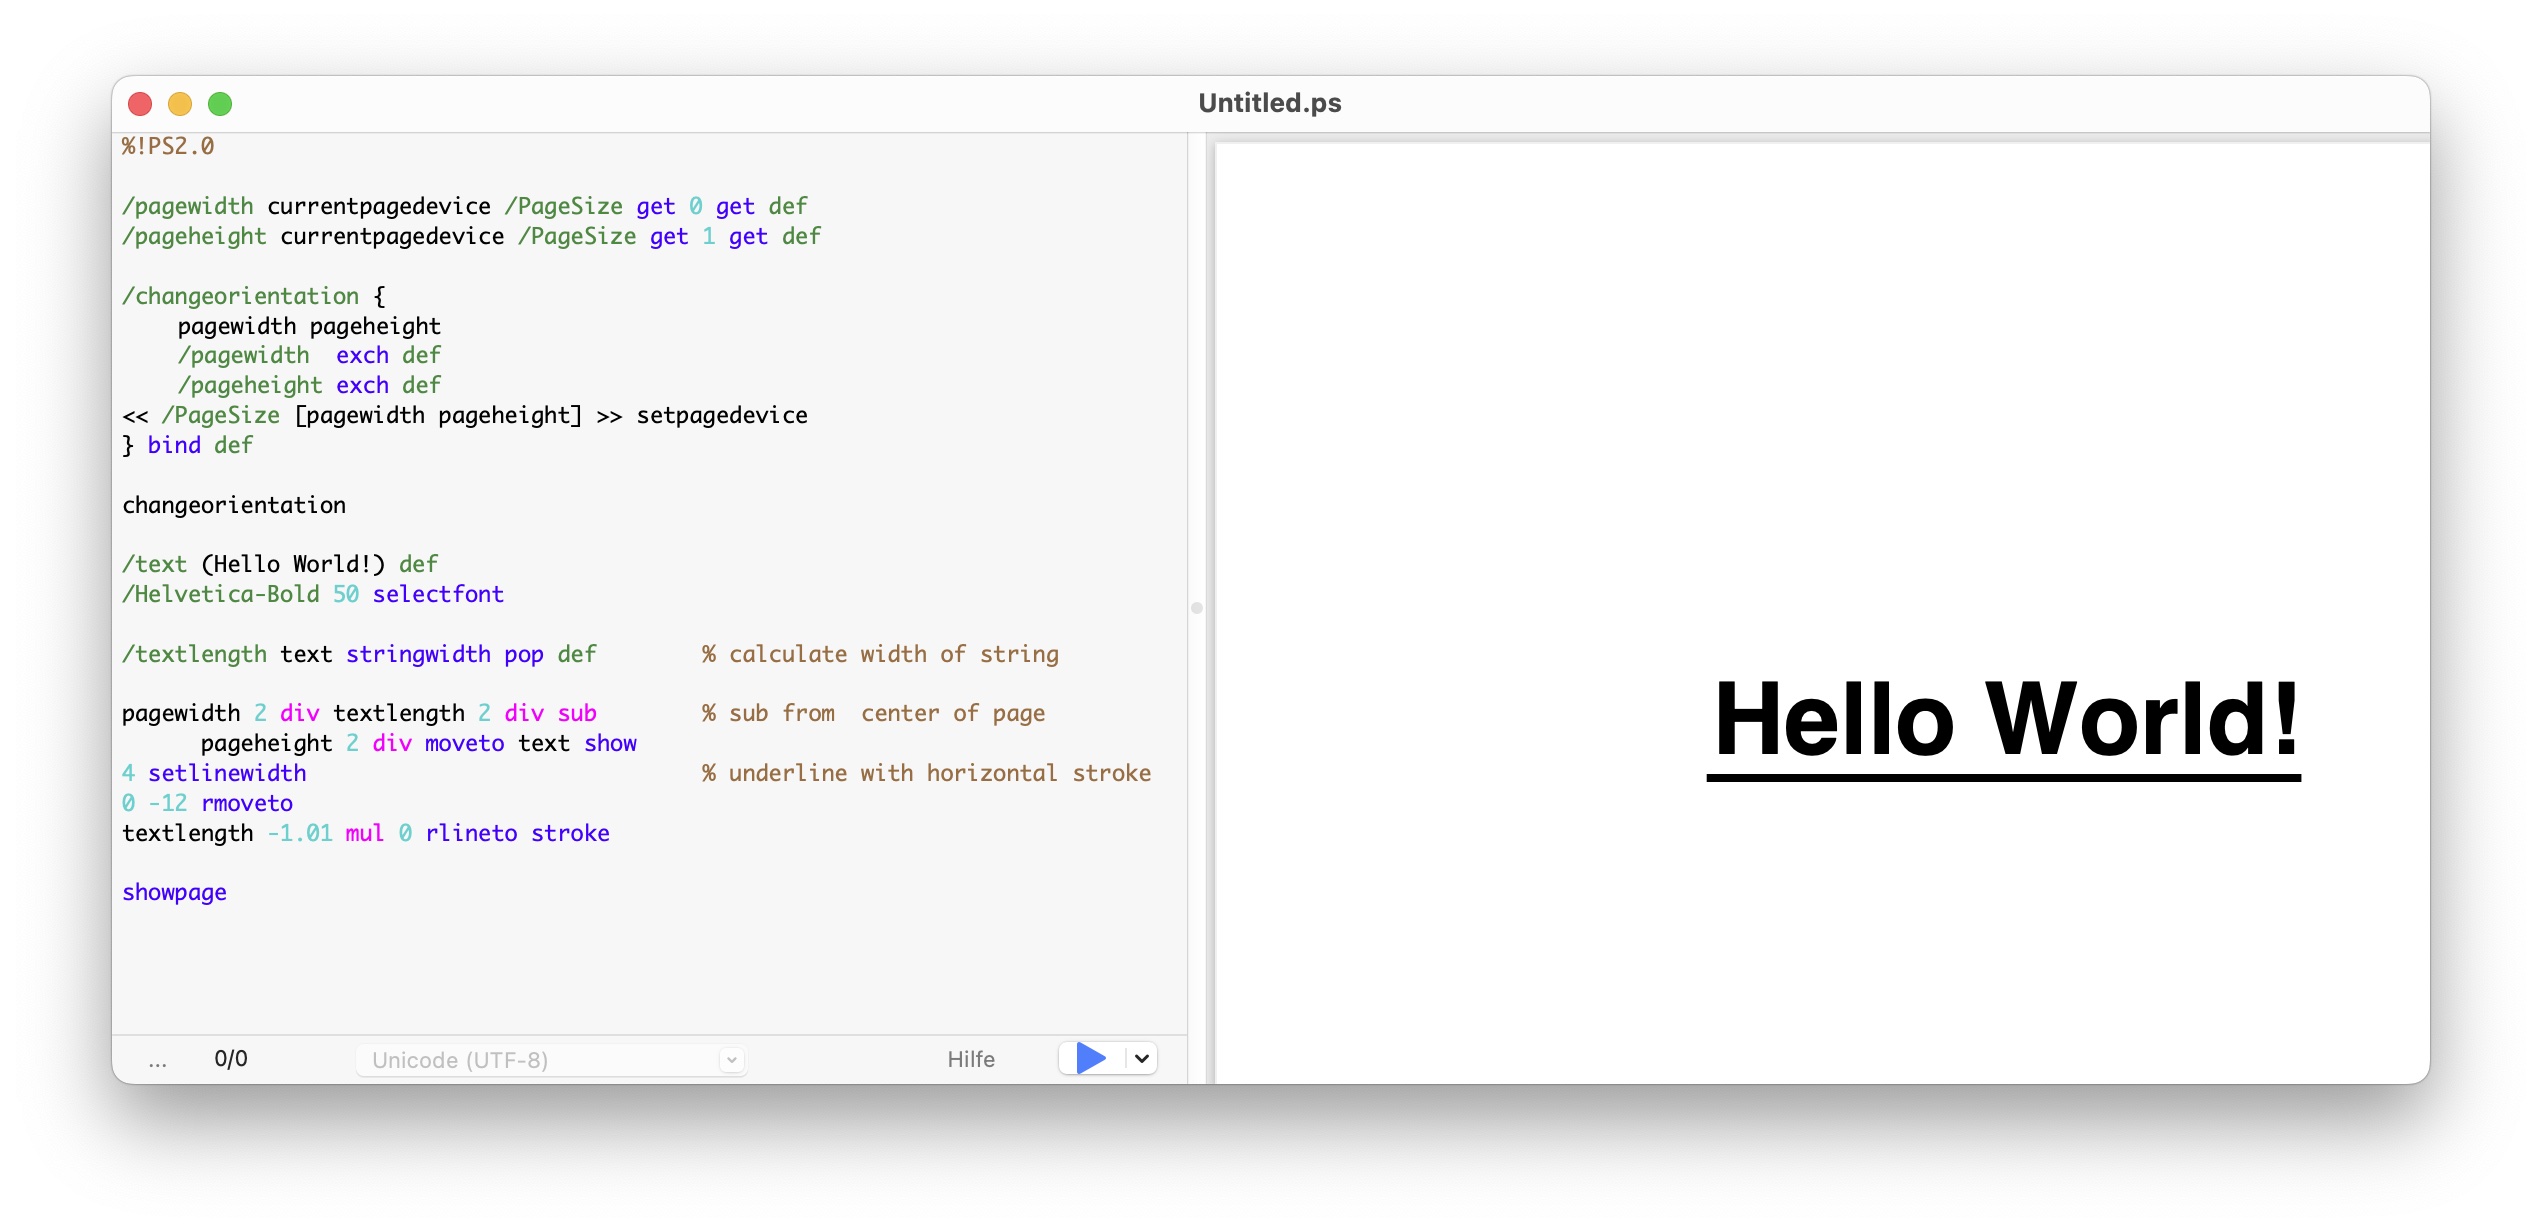 Untitled.ps
%!PS2.0
/pagewidth currentpagedevice /PageSize get 0 get def
/pageheight currentpagedevice /PageSize get 1 get def
/changeorientation {
pagewidth pageheight
/pagewidth  exch def
/pageheight exch def
<< /PageSize [pagewidth pageheight] >> setpagedevice
} bind def
changeorientation
/text (Hello World!) def
/Helvetica-Bold 50 selectfont
/textlength text stringwidth pop def        % calculate width of string
pagewidth 2 div textlength 2 div sub        % sub from  center of page
pageheight 2 div moveto text show
4 setlinewidth                              % underline with horizontal stroke
0 -12 rmoveto
textlength -1.01 mul 0 rlineto stroke
showpage
... 0/0 Unicode (UTF-8) Hilfe
Hello World!